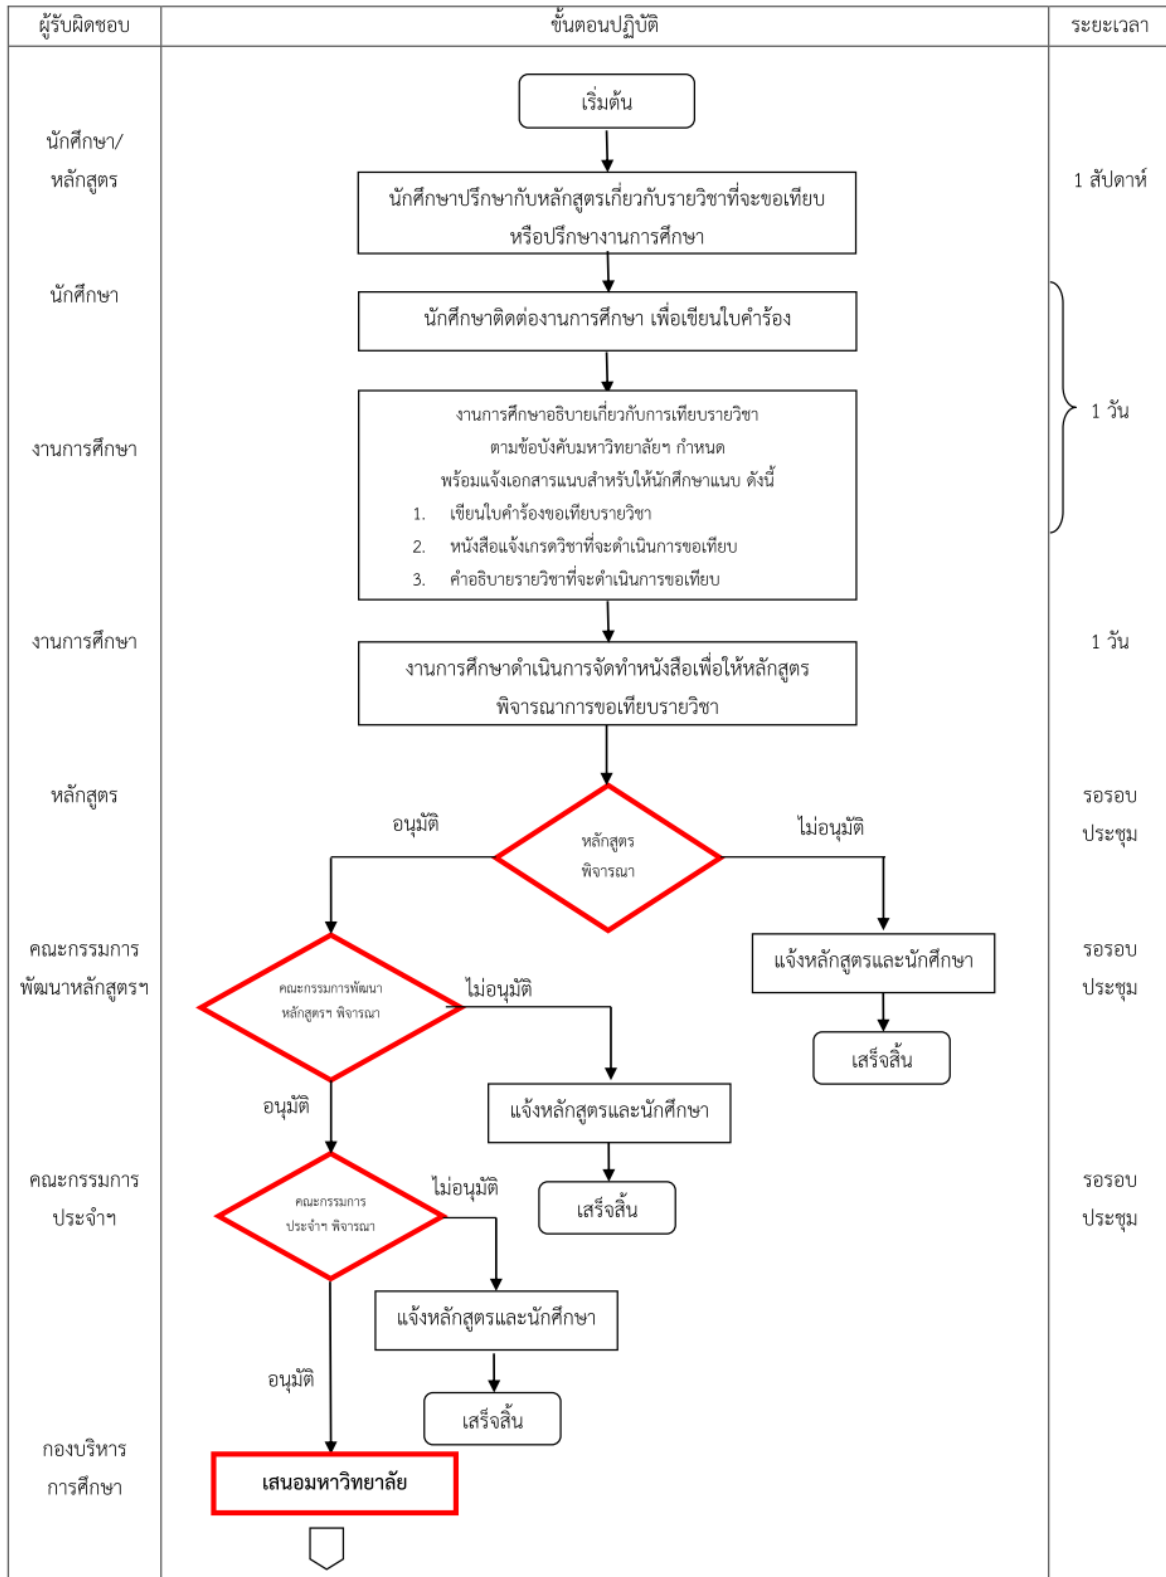 ผู้รับผิดชอบ
ขั้นตอนปฏิบัติ
ระยะเวลา
เริ่มต้น
นักศึกษา/
หลักสูตร
นักศึกษาปรึกษากับหลักสูตรเกี่ยวกับรายวิชาที่จะขอเทียบ
หรือปรึกษางานการศึกษา
1 สัปดาห์
นักศึกษา
นักศึกษาติดต่องานการศึกษา เพื่อเขียนใบคำร้อง
งานการศึกษา
งานการศึกษาอธิบายเกี่ยวกับการเทียบรายวิชา
ตามข้อบังคับมหาวิทยาลัยฯ กำหนด
พร้อมแจ้งเอกสารแนบสำหรับให้นักศึกษาแนบ ดังนี้
1. เขียนใบคำร้องขอเทียบรายวิชา
2. หนังสือแจ้งเกรดวิชาที่จะดำเนินการขอเทียบ
3. คำอธิบายรายวิชาที่จะดำเนินการขอเทียบ
1 วัน
งานการศึกษา
งานการศึกษาดำเนินการจัดทำหนังสือเพื่อให้หลักสูตร
พิจารณาการขอเทียบรายวิชา
1 วัน
หลักสูตร
อนุมัติ
หลักสูตร
พิจารณา
ไม่อนุมัติ
รอรอบ
ประชุม
คณะกรรมการ
พัฒนาหลักสูตรฯ
คณะกรรมการพัฒนา
หลักสูตรฯ พิจารณา
ไม่อนุมัติ
แจ้งหลักสูตรและนักศึกษา
เสร็จสิ้น
รอรอบ
ประชุม
อนุมัติ
แจ้งหลักสูตรและนักศึกษา
เสร็จสิ้น
คณะกรรมการ
ประจำฯ
คณะกรรมการ
ประจำฯ พิจารณา
ไม่อนุมัติ
รอรอบ
ประชุม
แจ้งหลักสูตรและนักศึกษา
เสร็จสิ้น
อนุมัติ
กองบริหาร
การศึกษา
เสนอมหาวิทยาลัย